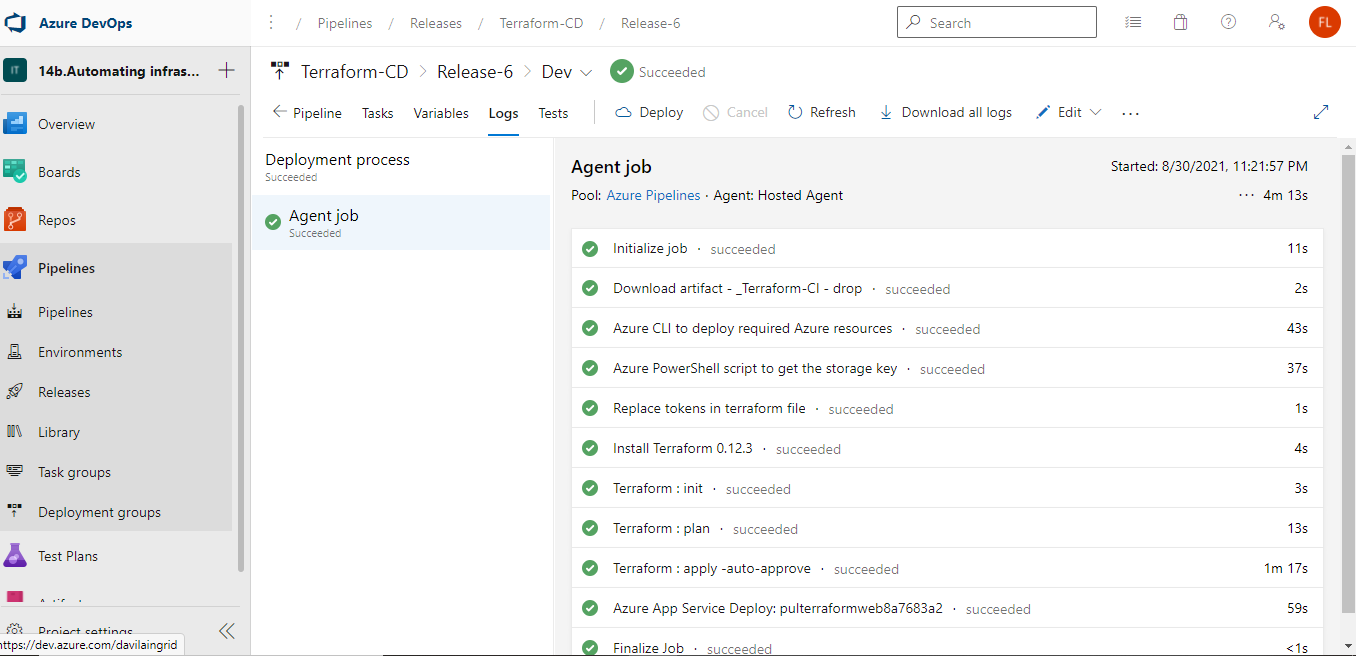 Azure DevOps
/ Pipelines / Releases / Terraform-CD / Release-6
Search
FL
IT
14b.Automating infras...
Overview
Boards
Repos
Pipelines
Pipelines
Environments
Releases
Library
Task groups
Deployment groups
Test Plans
Artifacts
Project settings
https://dev.azure.com/davilaingrid
Terraform-CD > Release-6 > Dev
Succeeded
Pipeline Tasks Variables Logs Tests Deploy Cancel Refresh Download all logs Edit ...
Deployment process
Succeeded
Agent job
Succeeded
Agent job
Started: 8/30/2021, 11:21:57 PM
Pool: Azure Pipelines · Agent: Hosted Agent
... 4m 13s
Initialize job · succeeded 11s
Download artifact - _Terraform-CI - drop · succeeded 2s
Azure CLI to deploy required Azure resources · succeeded 43s
Azure PowerShell script to get the storage key · succeeded 37s
Replace tokens in terraform file · succeeded 1s
Install Terraform 0.12.3 · succeeded 4s
Terraform : init · succeeded 3s
Terraform : plan · succeeded 13s
Terraform : apply -auto-approve · succeeded 1m 17s
Azure App Service Deploy: pulterraformweb8a7683a2 · succeeded 59s
Finalize Job · succeeded <1s